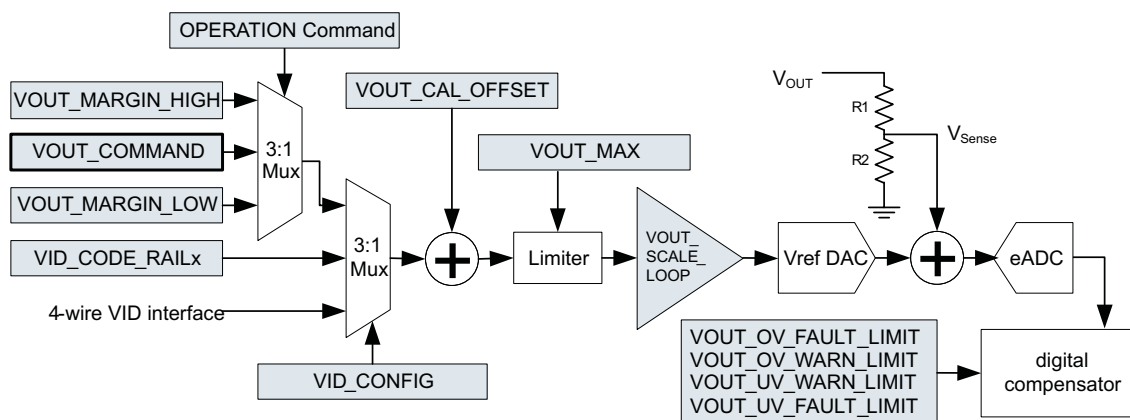 OPERATION Command
VOUT_MARGIN_HIGH
VOUT_COMMAND
VOUT_MARGIN_LOW
3:1
Mux
VID_CODE_RAILx
4-wire VID interface
3:1
Mux
VID_CONFIG
VOUT_CAL_OFFSET
+
VOUT_MAX
Limiter
VOUT_
SCALE_
LOOP
Vref DAC
VOUT
R1
R2
VSense
+
eADC
VOUT_OV_FAULT_LIMIT
VOUT_OV_WARN_LIMIT
VOUT_UV_WARN_LIMIT
VOUT_UV_FAULT_LIMIT
digital
compensator